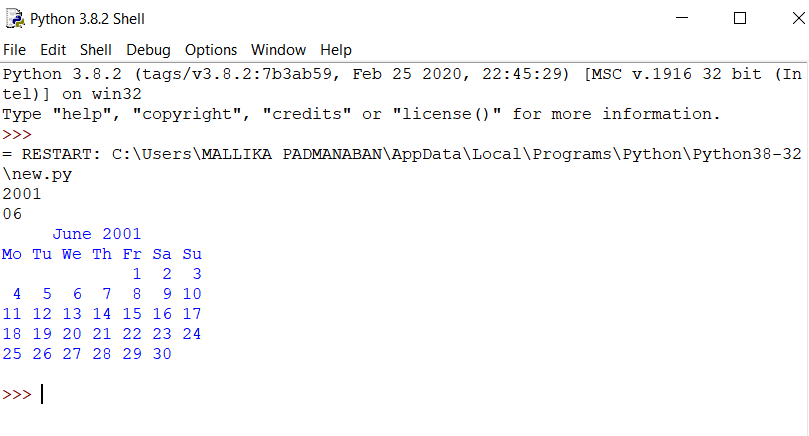 Python 3.8.2 Shell
File Edit Shell Debug Options Window Help
Python 3.8.2 (tags/v3.8.2:7b3ab59, Feb 25 2020, 22:45:29) [MSC v.1916 32 bit (In
tel)] on win32
Type "help", "copyright", "credits" or "license()" for more information.
>>>
= RESTART: C:\Users\MALLIKA PADMANABAN\AppData\Local\Programs\Python\Python38-32
\new.py
2001
06
     June 2001
Mo Tu We Th Fr Sa Su
             1  2  3
 4  5  6  7  8  9 10
11 12 13 14 15 16 17
18 19 20 21 22 23 24
25 26 27 28 29 30
>>>